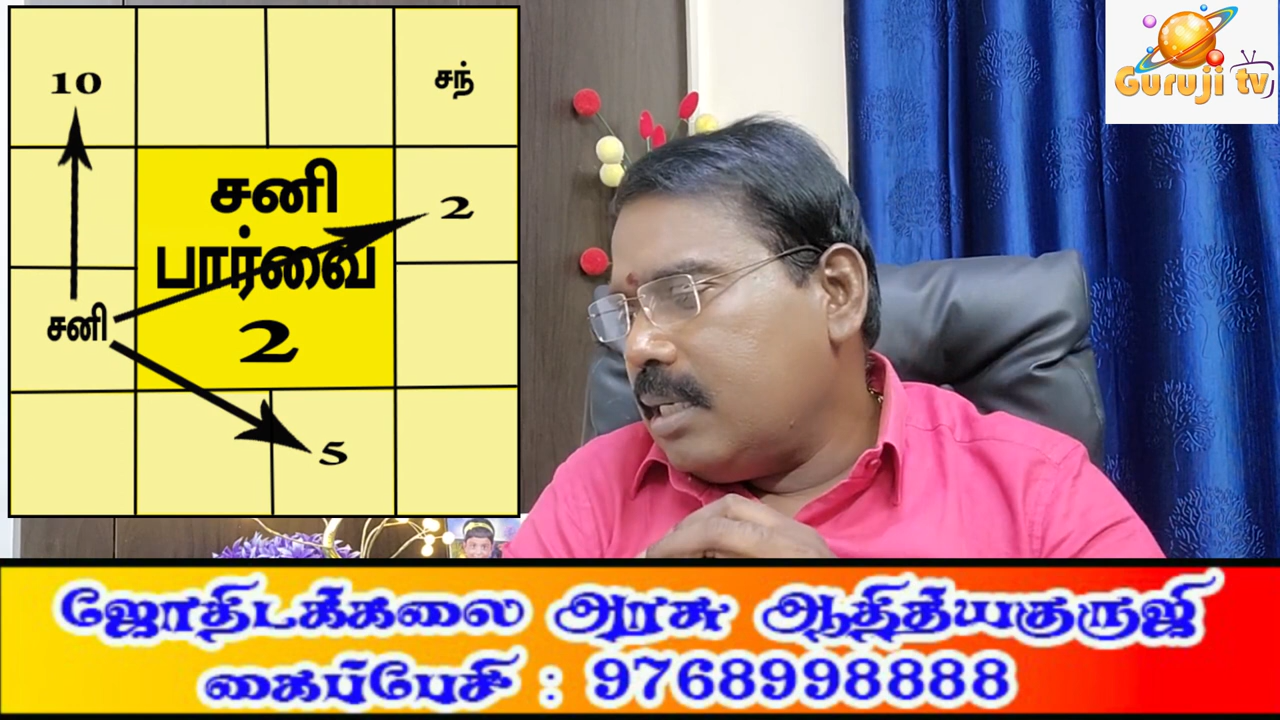 10
சந்
சனி
பார்வை
2
2
சனி
5
Guruji tv
ஜோதிடக்கலை அரசு ஆதித்யகுருஜி
கைப்பேசி : 9768998888